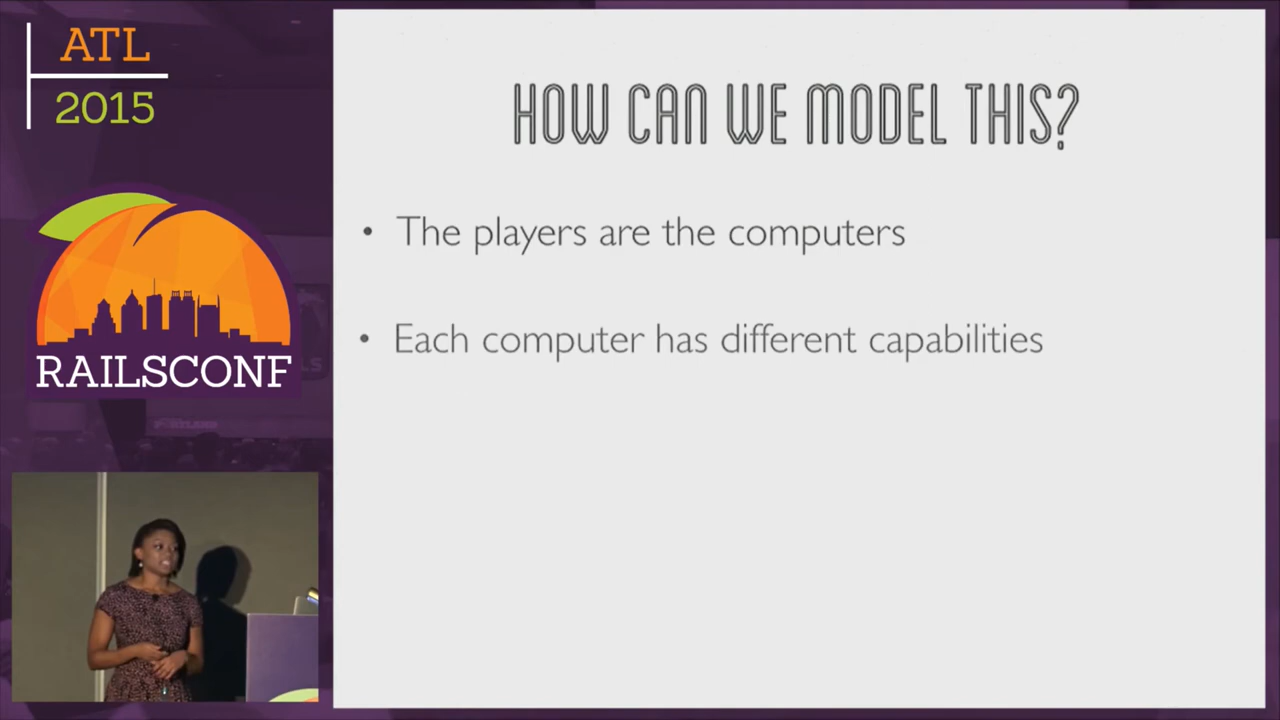 ATL
2015
RAILSCONF
HOW CAN WE MODEL THIS?
• The players are the computers
• Each computer has different capabilities